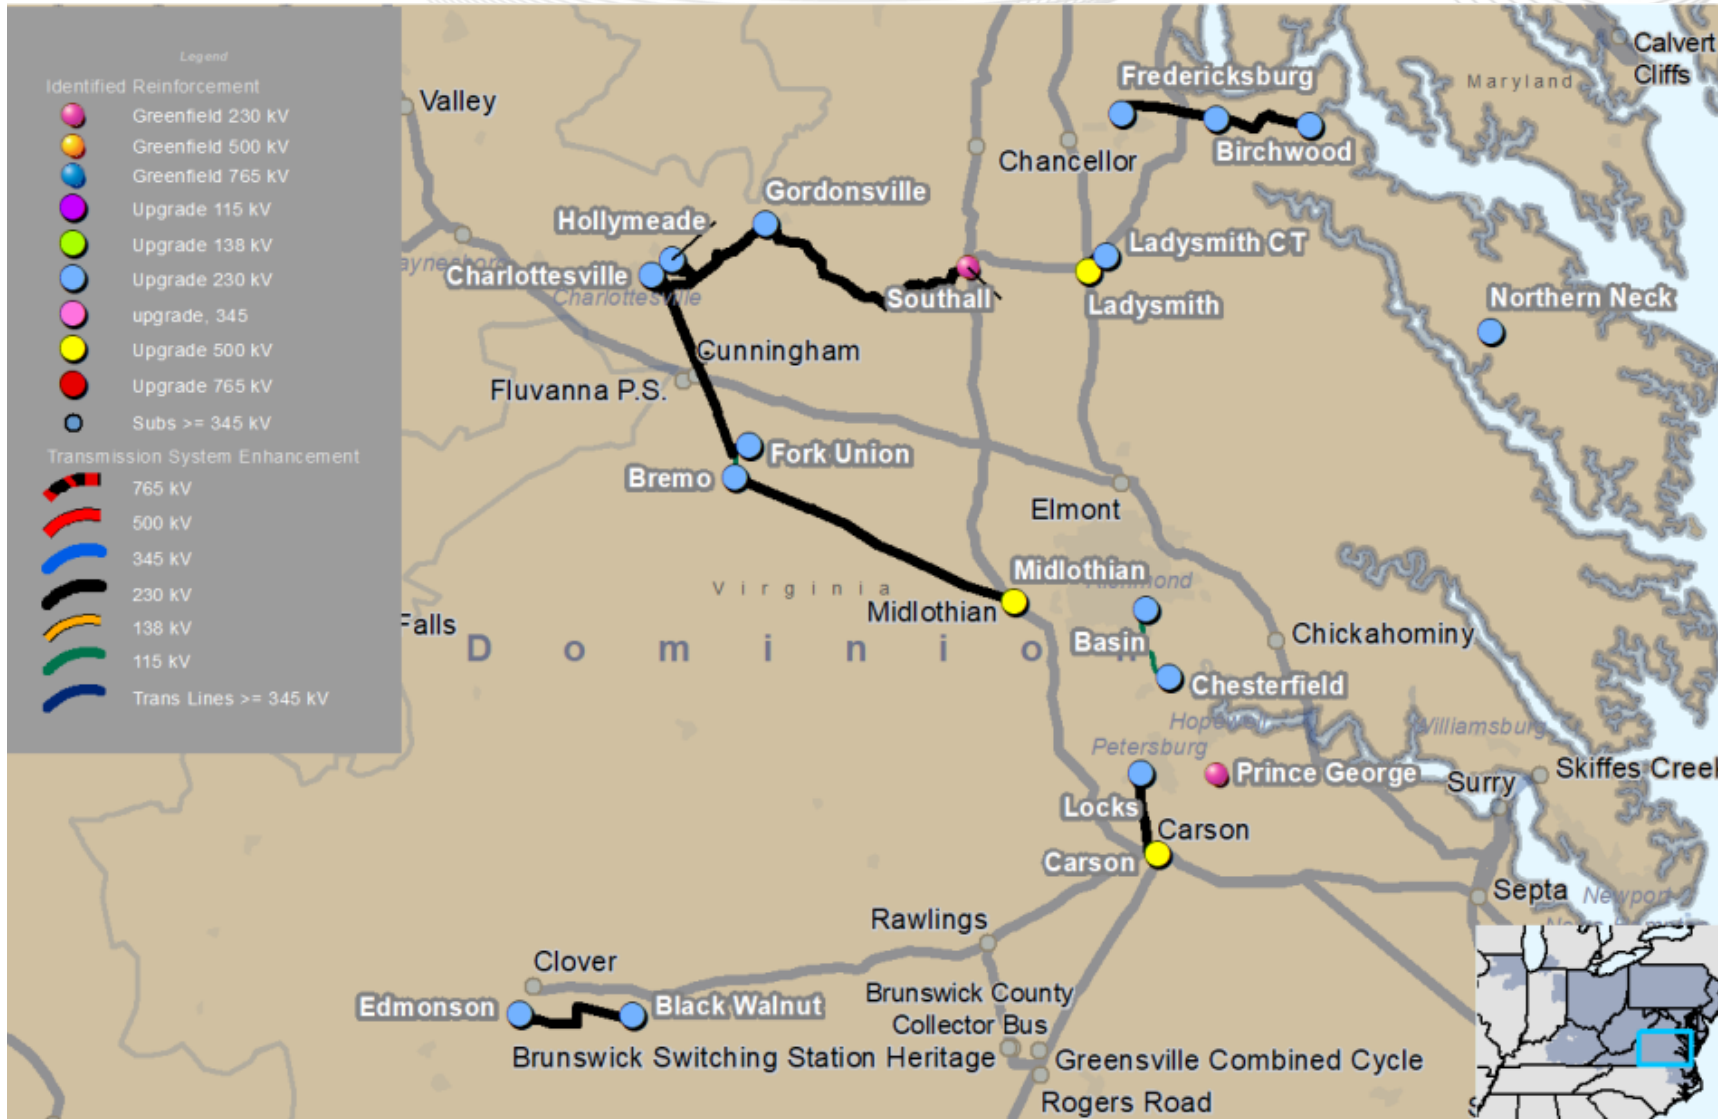 Legend
Identified Reinforcement
Greenfield 230 kV
Greenfield 500 kV
Greenfield 765 kV
Upgrade 115 kV
Upgrade 138 kV
Upgrade 230 kV
upgrade, 345
Upgrade 500 kV
Upgrade 765 kV
Subs >= 345 kV
Transmission System Enhancement
765 kV
500 kV
345 kV
230 kV
138 kV
115 kV
Trans Lines >= 345 kV
Calvert
Cliffs
Maryland
Valley
Fredericksburg
Birchwood
Chancellor
Gordonsville
Hollymeade
Ladysmith CT
Charlottesville
Charlottesville
Southall
Ladysmith
Northern Neck
Cunningham
Fluvanna P.S.
Fork Union
Bremo
Elmont
Midlothian
Richmond
Virginia
Midlothian
Falls
Dominion
Basin
Chickahominy
Chesterfield
Hopewell
Williamsburg
Petersburg
Prince George
Skiffes Creek
Surry
Locks
Carson
Carson
Septa
Newport
Rawlings
Clover
Edmonson
Black Walnut
Brunswick County
Collector Bus
Brunswick Switching Station Heritage
Greensville Combined Cycle
Rogers Road